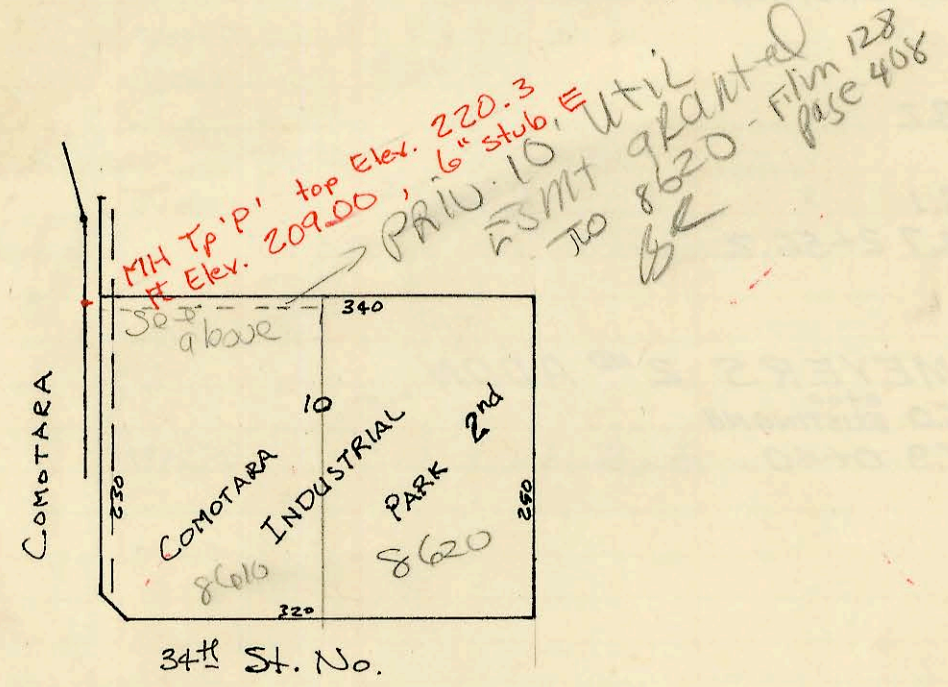 PRIV. 10' Util
Esmt granted
TO 8620 - Film 128
page 408
MH Tp 'P' top Elev. 220.3
ft Elev. 209.00, 6" stub E
See
above
340
10
COMOTARA
INDUSTRIAL
PARK 2nd
COMOTARA
230
250
8610
8620
320
34th St. No.